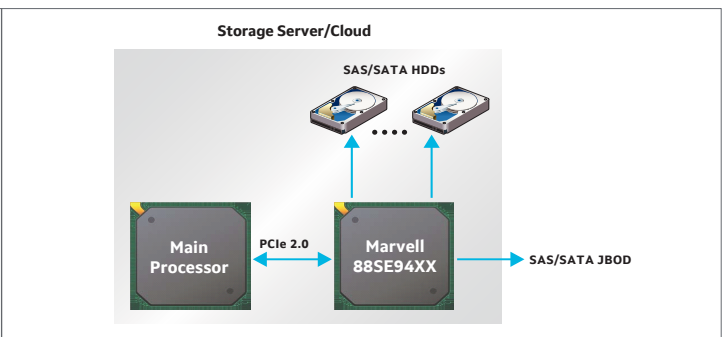 Storage Server/Cloud
SAS/SATA HDDs
Main
Processor
PCIe 2.0
Marvell
88SE94XX
SAS/SATA JBOD